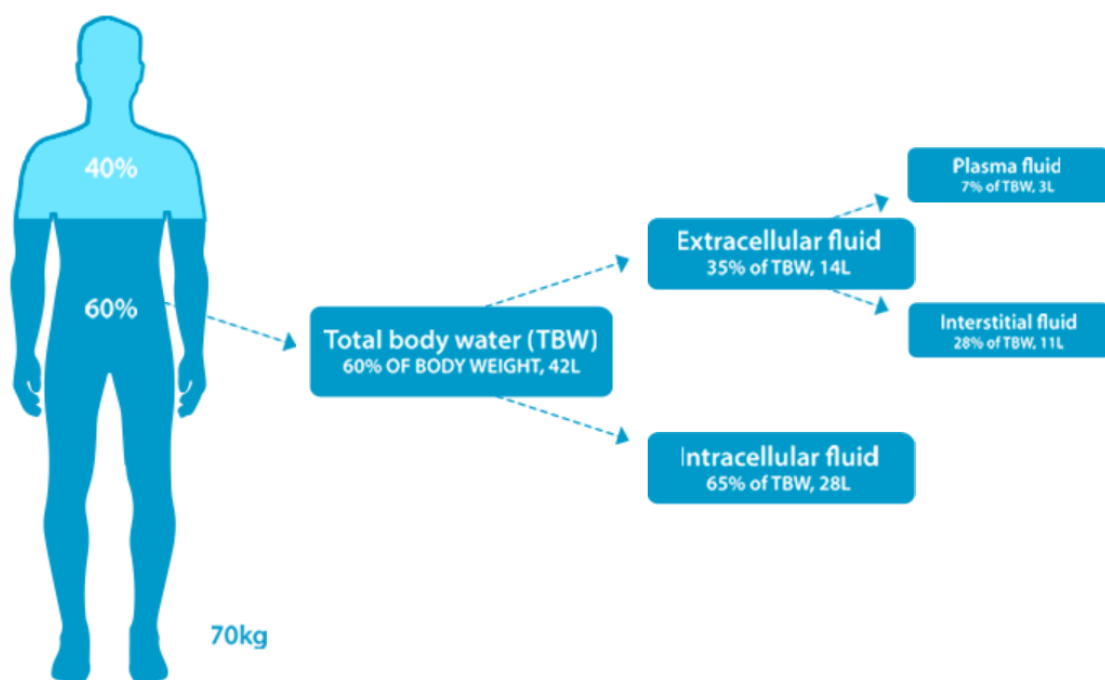 40%
60%
70kg
Total body water (TBW)
60% OF BODY WEIGHT, 42L
Extracellular fluid
35% of TBW, 14L
Intracellular fluid
65% of TBW, 28L
Plasma fluid
7% of TBW, 3L
Interstitial fluid
28% of TBW, 11L